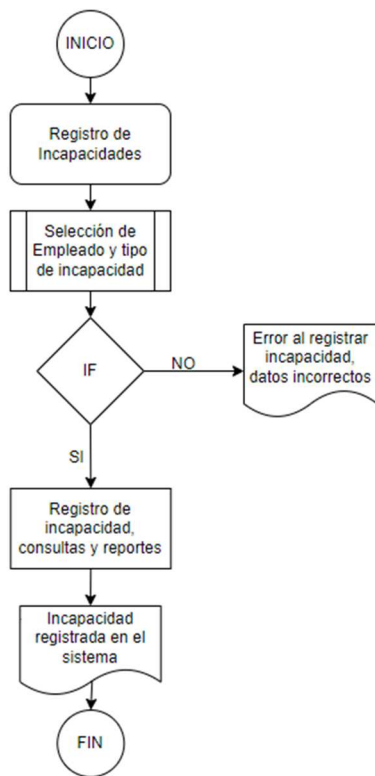 INICIO
Registro de
Incapacidades
Selección de
Empleado y tipo
de incapacidad
IF
NO
Error al registrar
incapacidad,
datos incorrectos
SI
Registro de
incapacidad,
consultas y reportes
Incapacidad
registrada en el
sistema
FIN